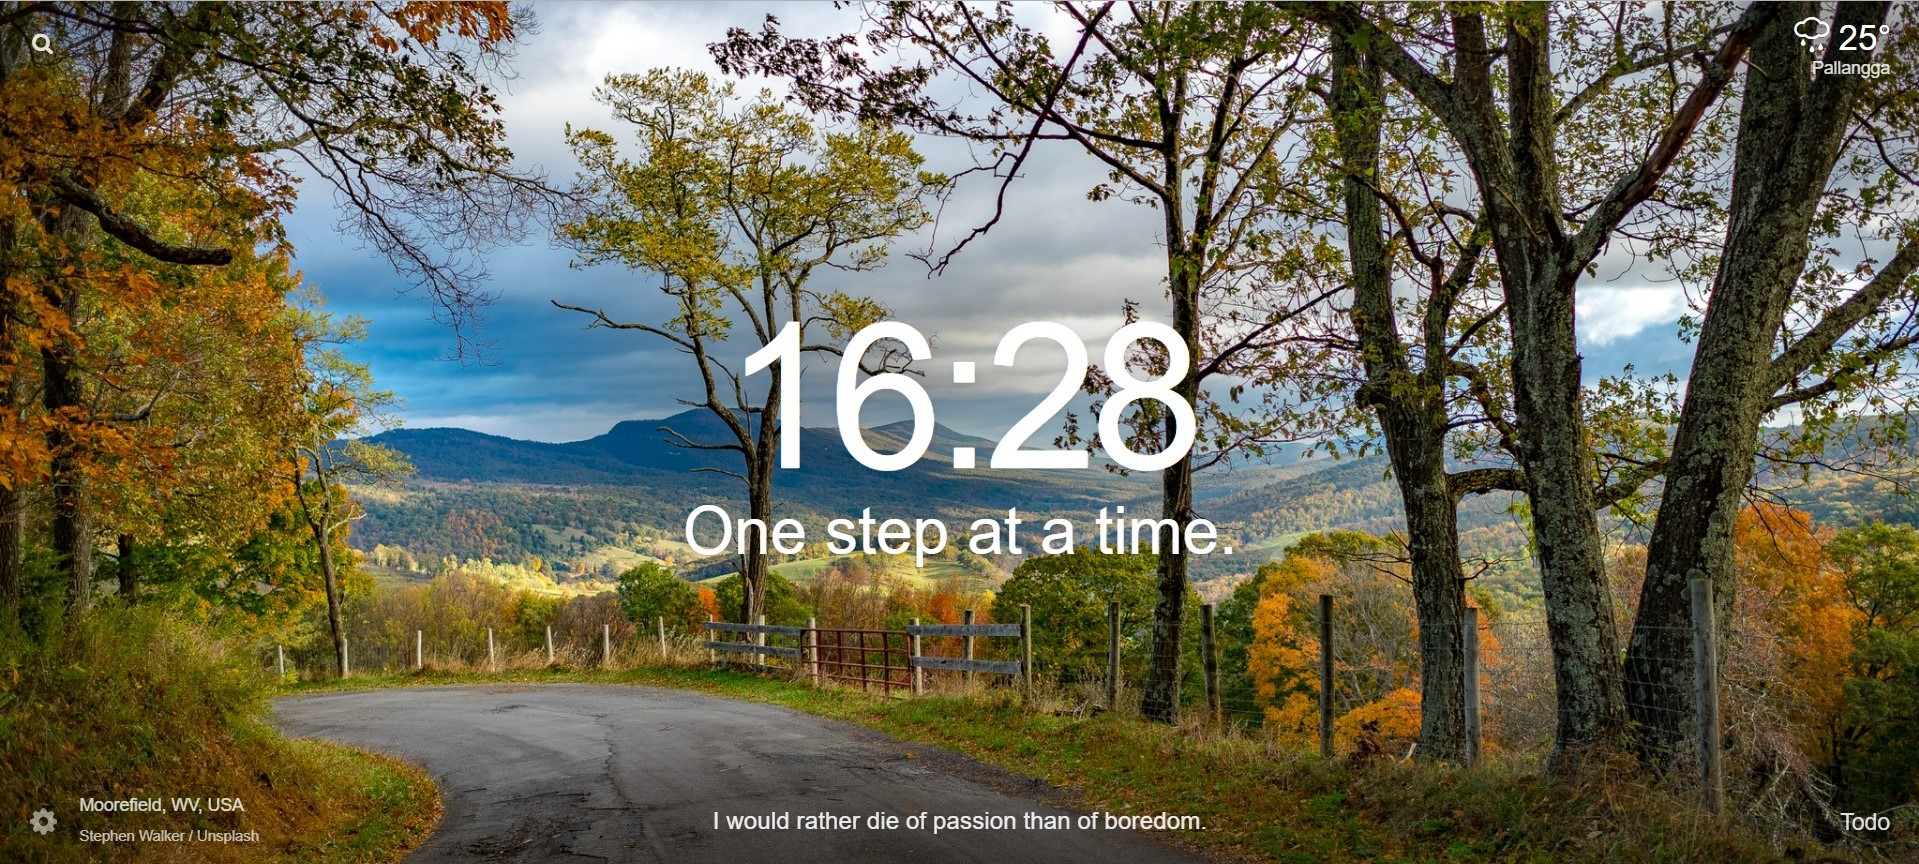 25°
Pallangga
16:28
One step at a time.
Moorefield, WV, USA
Stephen Walker / Unsplash
I would rather die of passion than of boredom.
Todo